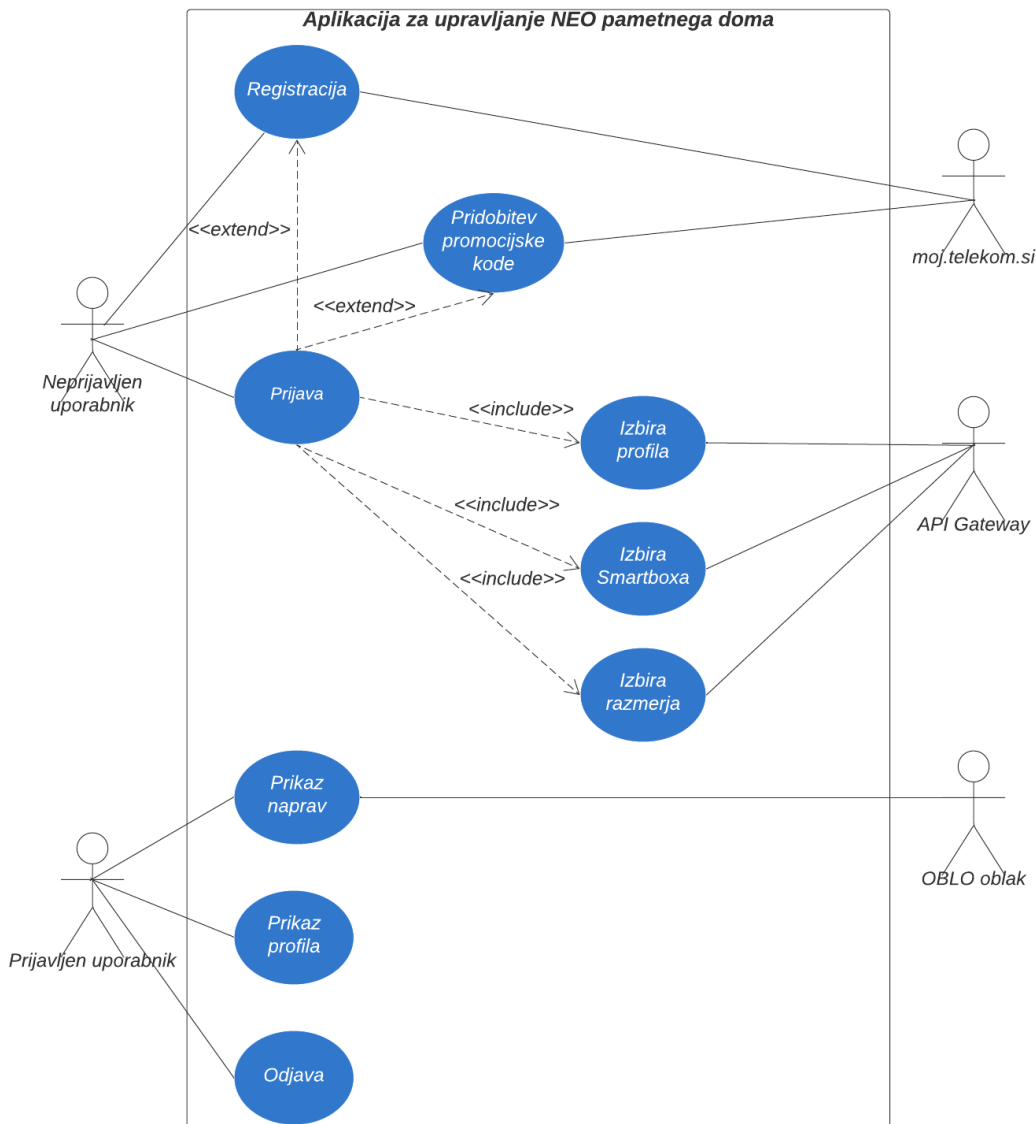 Aplikacija za upravljanje NEO pametnega doma
Registracija
<<extend>>
Pridobitev
promocijske
kode
moj.telekom.si
<<extend>>
Neprijavljen
uporabnik
Prijava
<<include>>
Izbira
profila
<<include>>
API Gateway
Izbira
Smartboxa
<<include>>
Izbira
razmerja
Prikaz
naprav
OBLO oblak
Prikaz
profila
Prijavljen uporabnik
Odjava